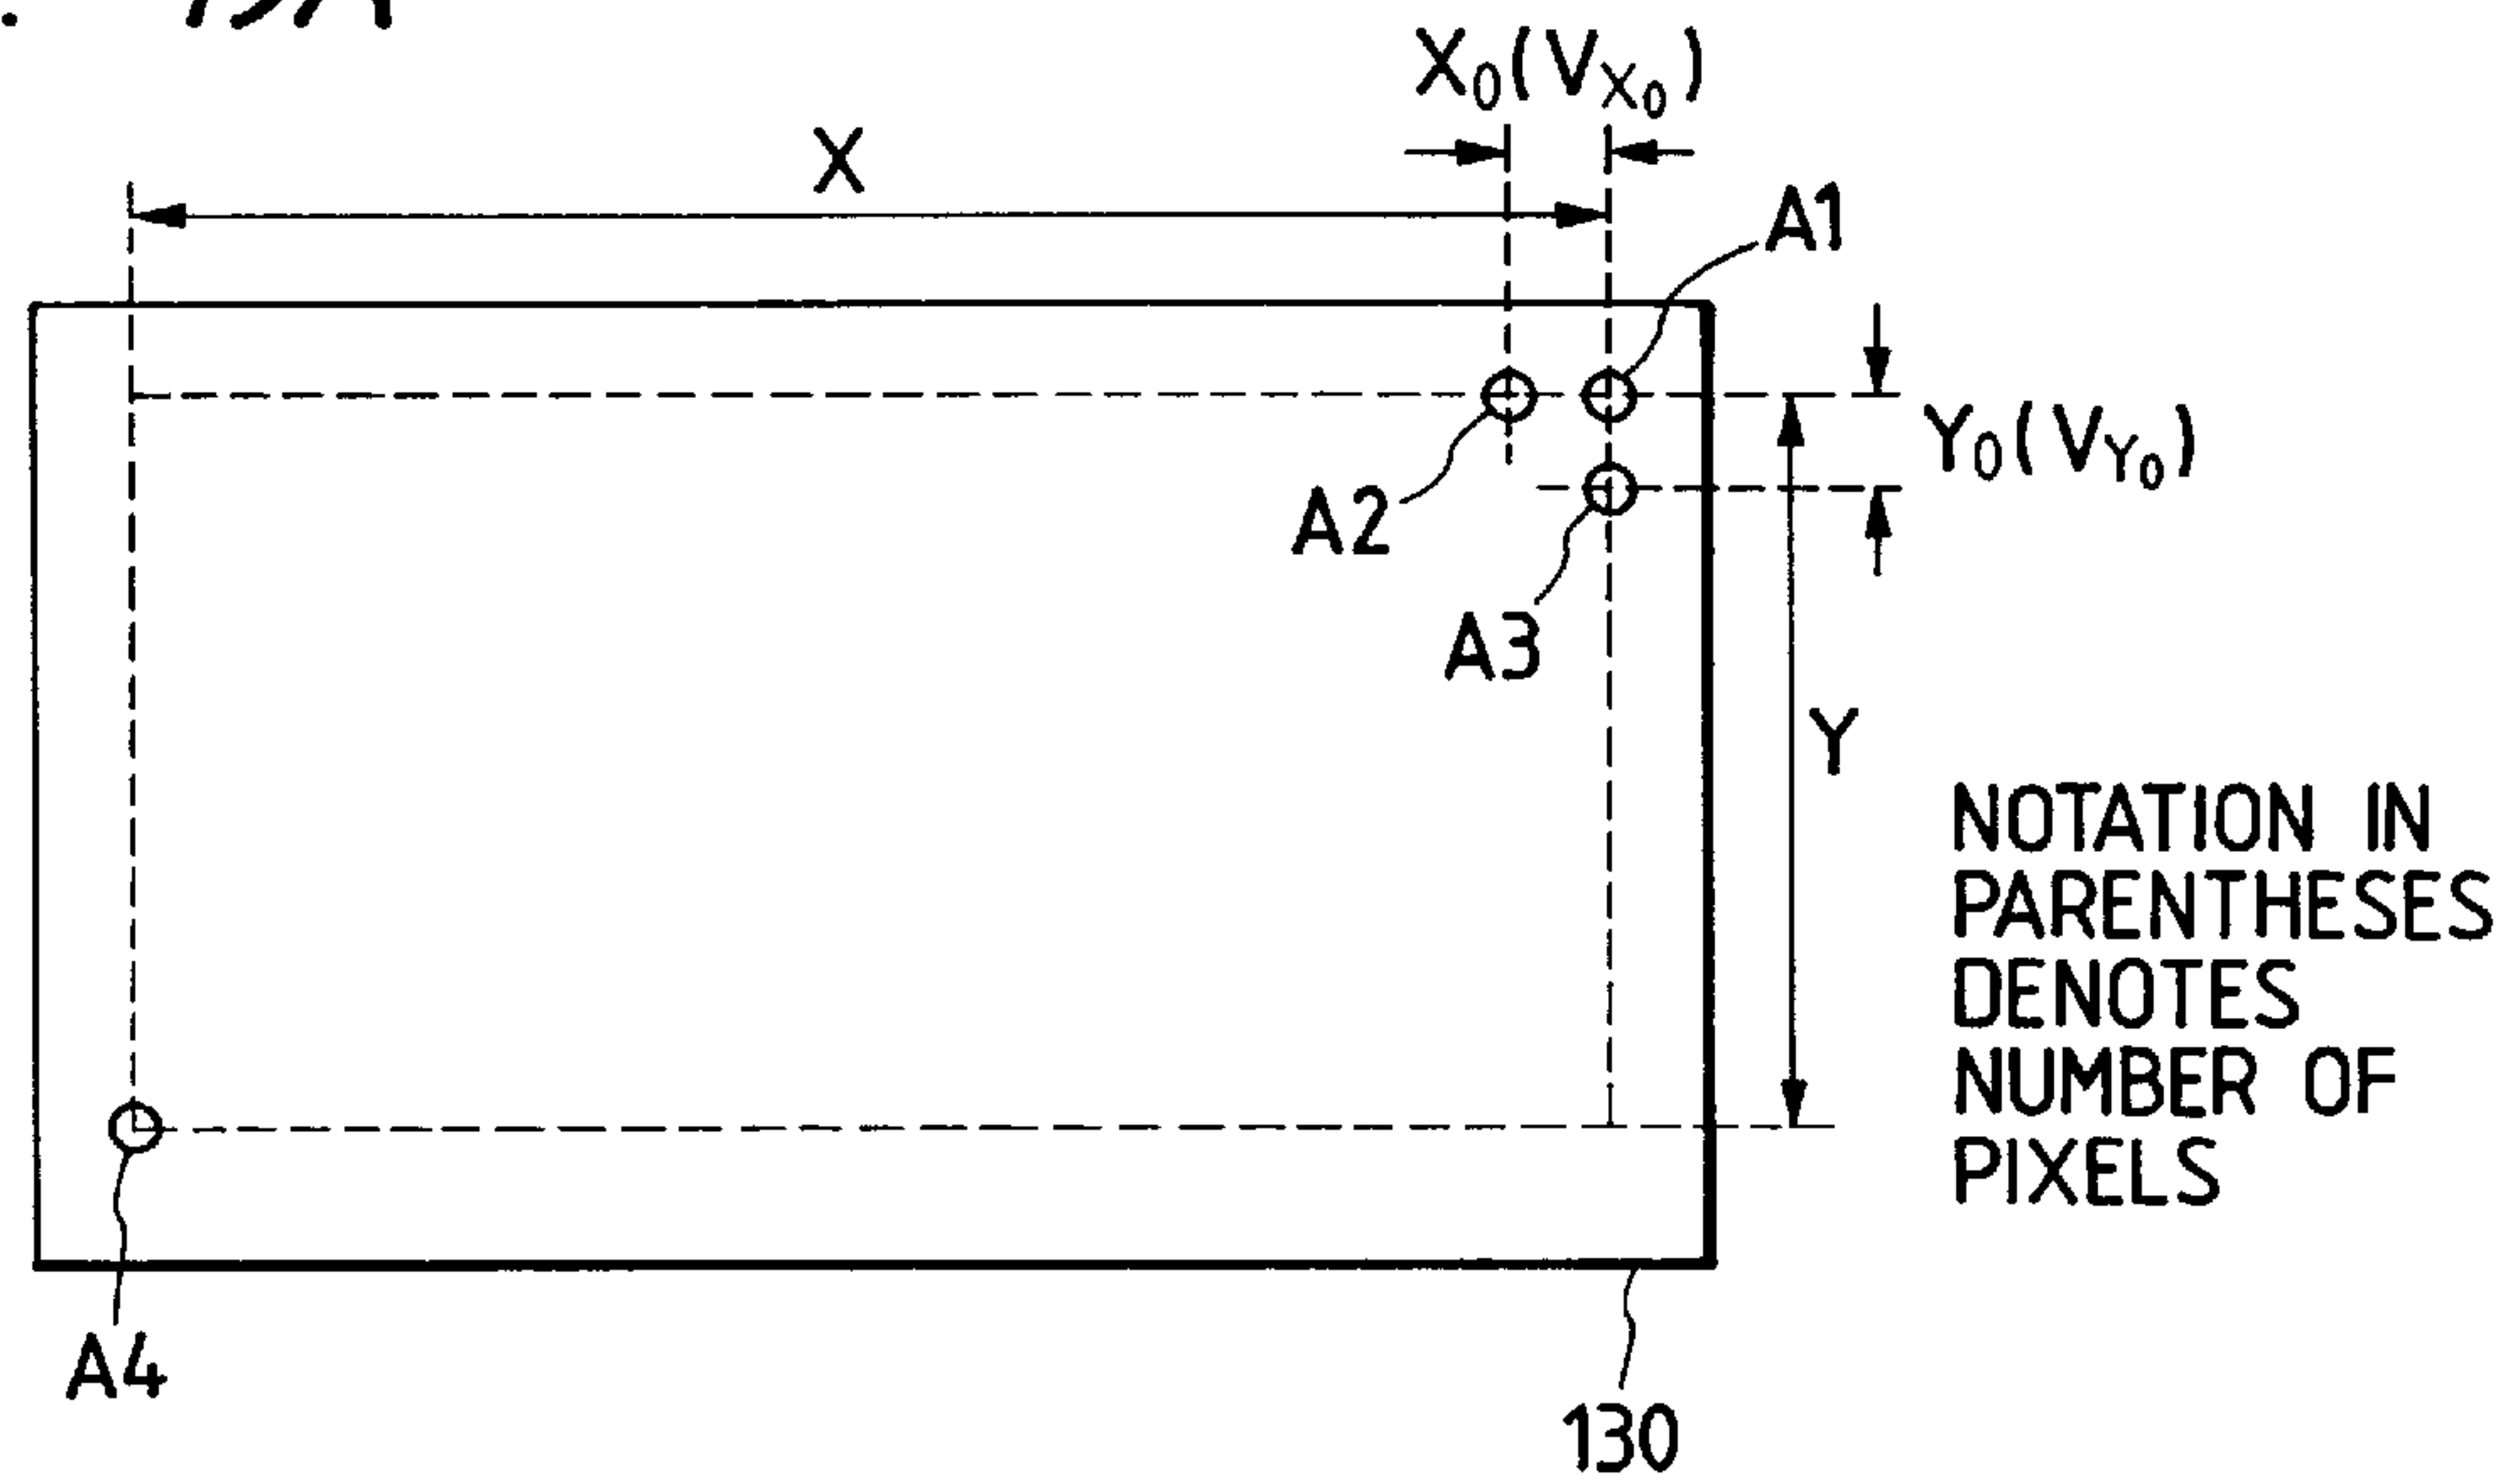 X0(VX0)
X
A1
Y0(VY0)
A2
A3
Y
NOTATION IN
PARENTHESES
DENOTES
NUMBER OF
PIXELS
A4
130